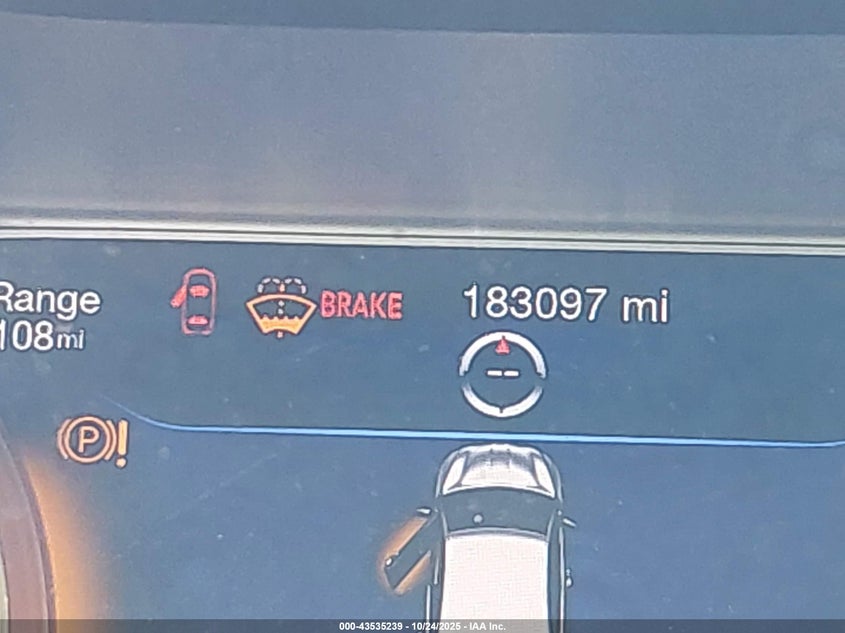 Range
108mi
BRAKE
183097 mi
--
(P)!
000-43535239 - 10/24/2025 - IAA Inc.